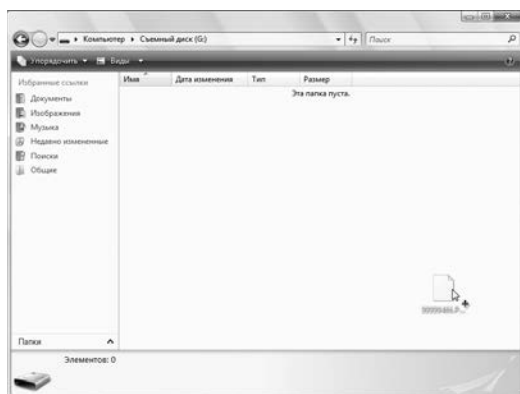 Компьютер ▸ Съемный диск (G:)
Поиск
Упорядочить
Виды
Избранные ссылки
Имя
Дата изменения
Тип
Размер
Эта папка пуста.
Документы
Изображения
Музыка
Недавно измененные
Поиски
Общие
Папки
Элементов: 0